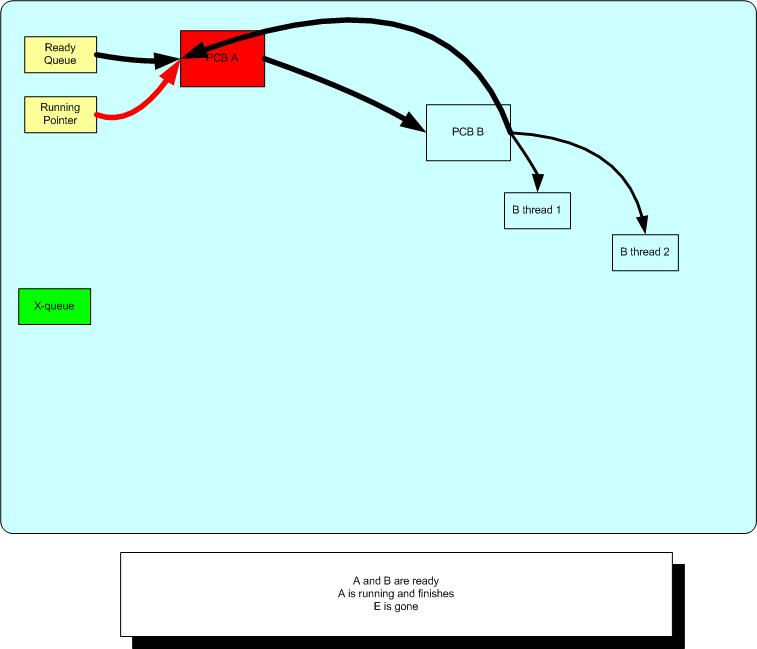 Ready
Queue
PCB A
Running
Pointer
PCB B
B thread 1
B thread 2
X-queue
A and B are ready
A is running and finishes
E is gone